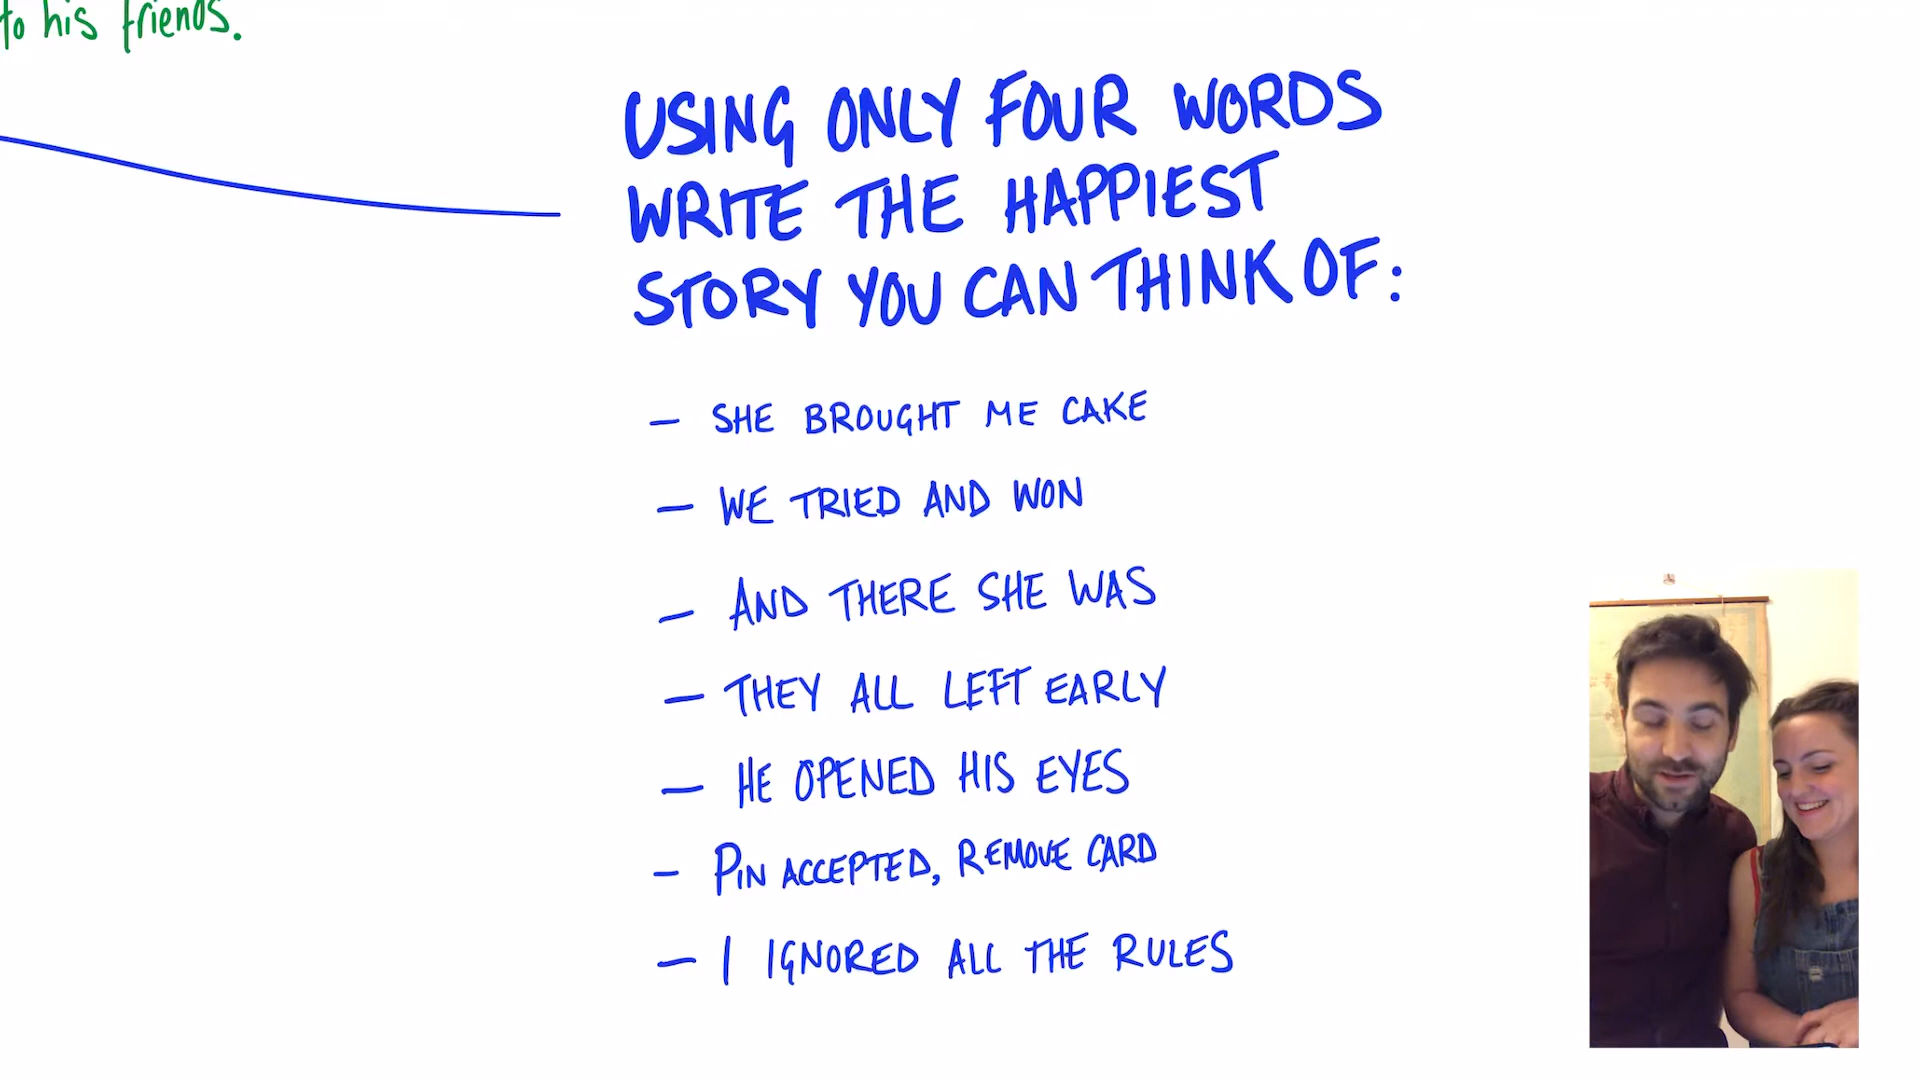 to his friends.
USING ONLY FOUR WORDS
WRITE THE HAPPIEST
STORY YOU CAN THINK OF:
– SHE BROUGHT ME CAKE
– WE TRIED AND WON
– AND THERE SHE WAS
– THEY ALL LEFT EARLY
– HE OPENED HIS EYES
– PIN ACCEPTED, REMOVE CARD
– I IGNORED ALL THE RULES